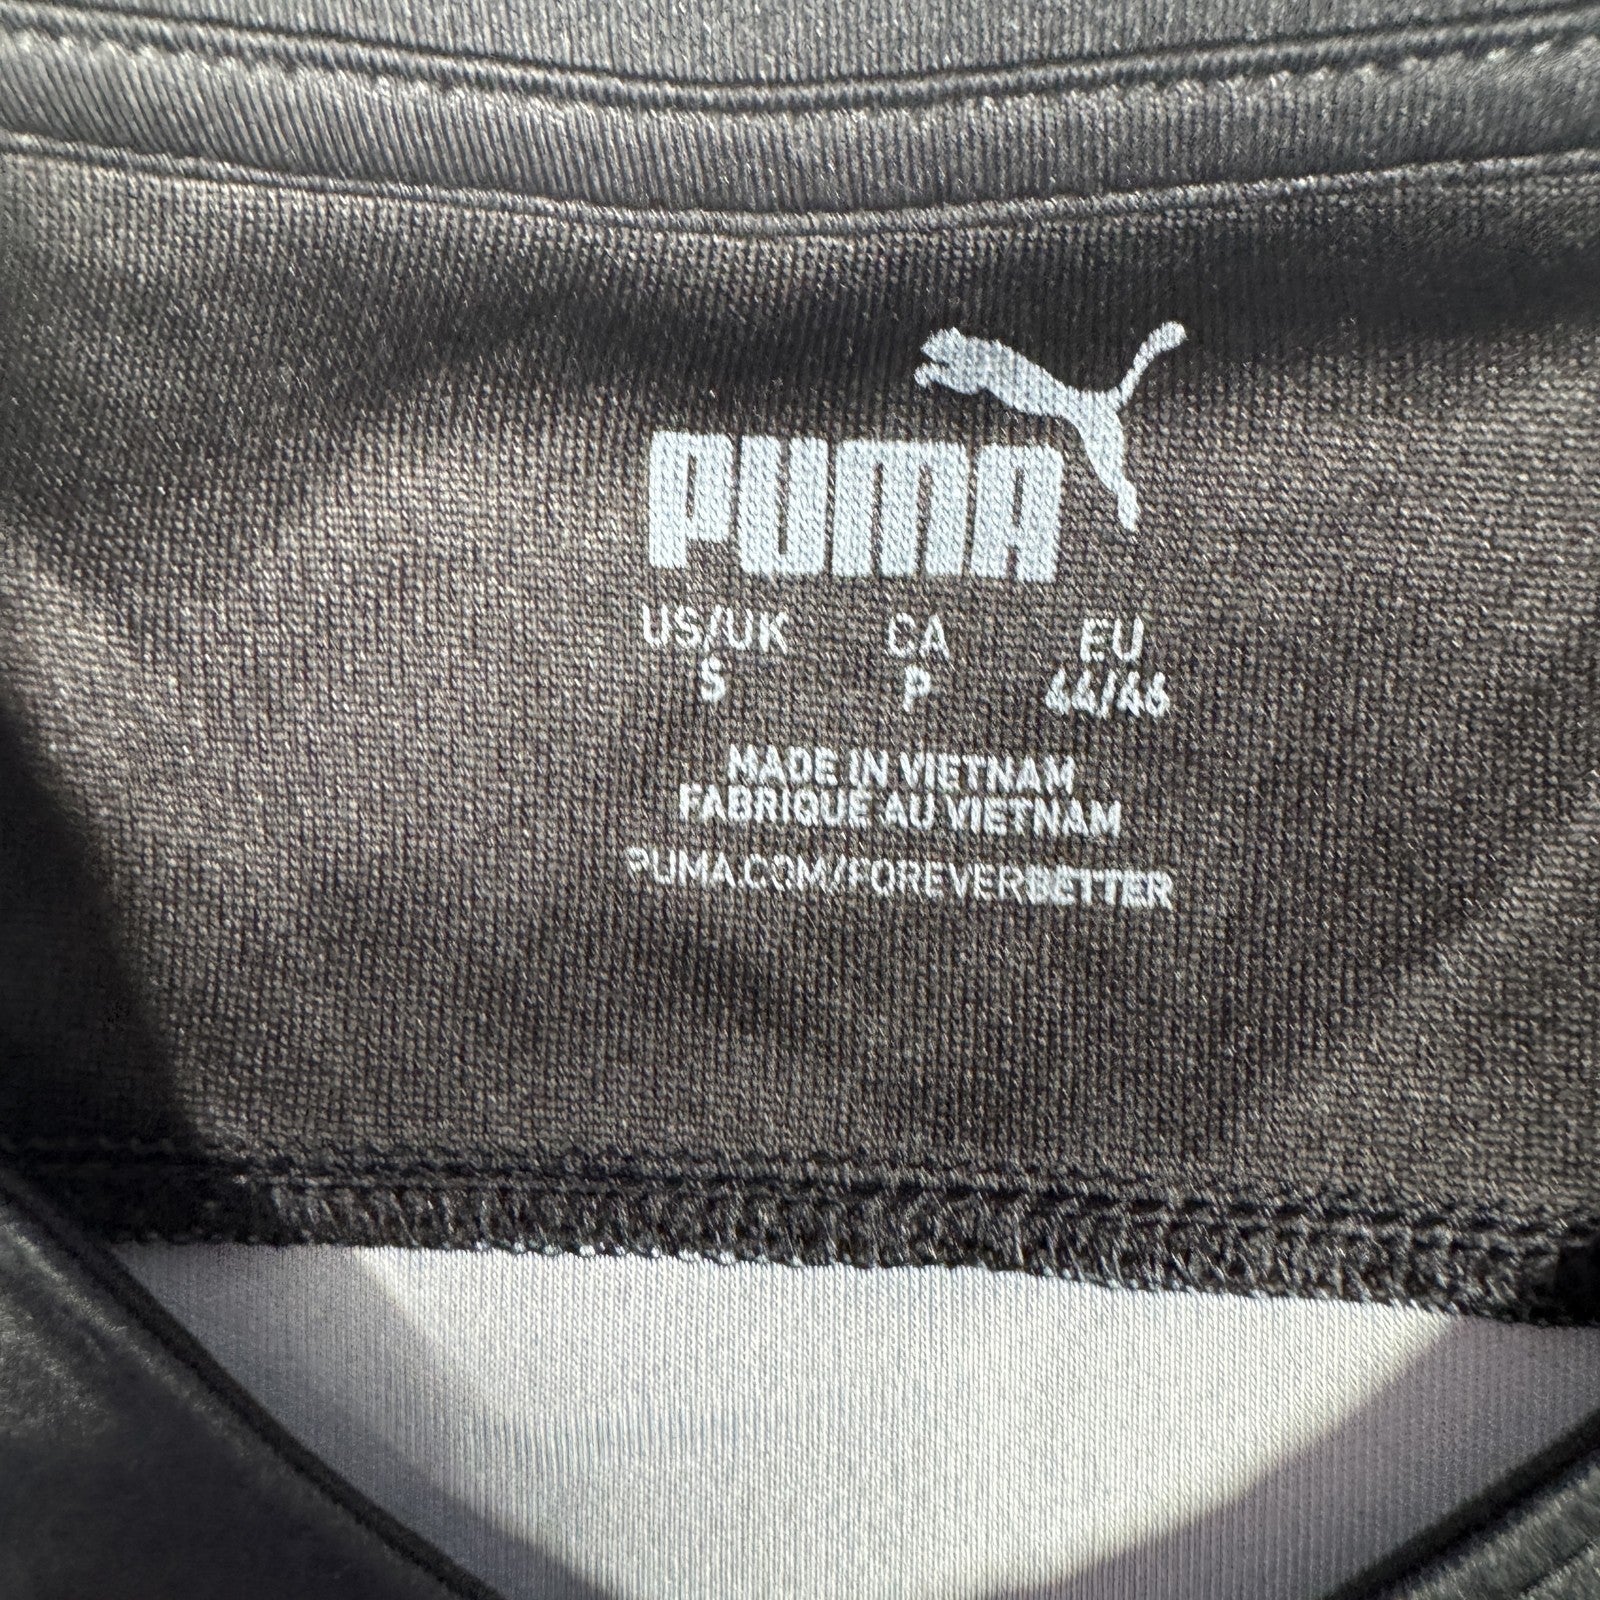 PUMA
US/UK CA EU
S P 44/46
MADE IN VIETNAM
FABRIQUE AU VIETNAM
PUMA.COM/FOREVERBETTER